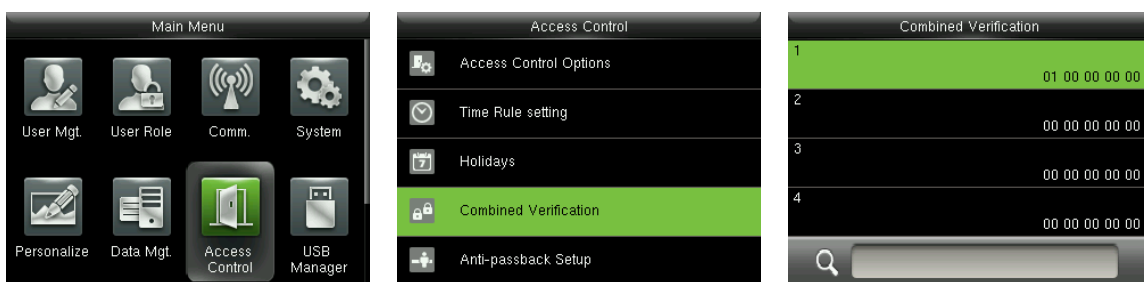 Main Menu
User Mgt.
User Role
Comm.
System
Personalize
Data Mgt.
Access
Control
USB
Manager
Access Control
Access Control Options
Time Rule setting
7
Holidays
Combined Verification
Anti-passback Setup
Combined Verification
1
01 00 00 00 00
2
00 00 00 00 00
3
00 00 00 00 00
4
00 00 00 00 00